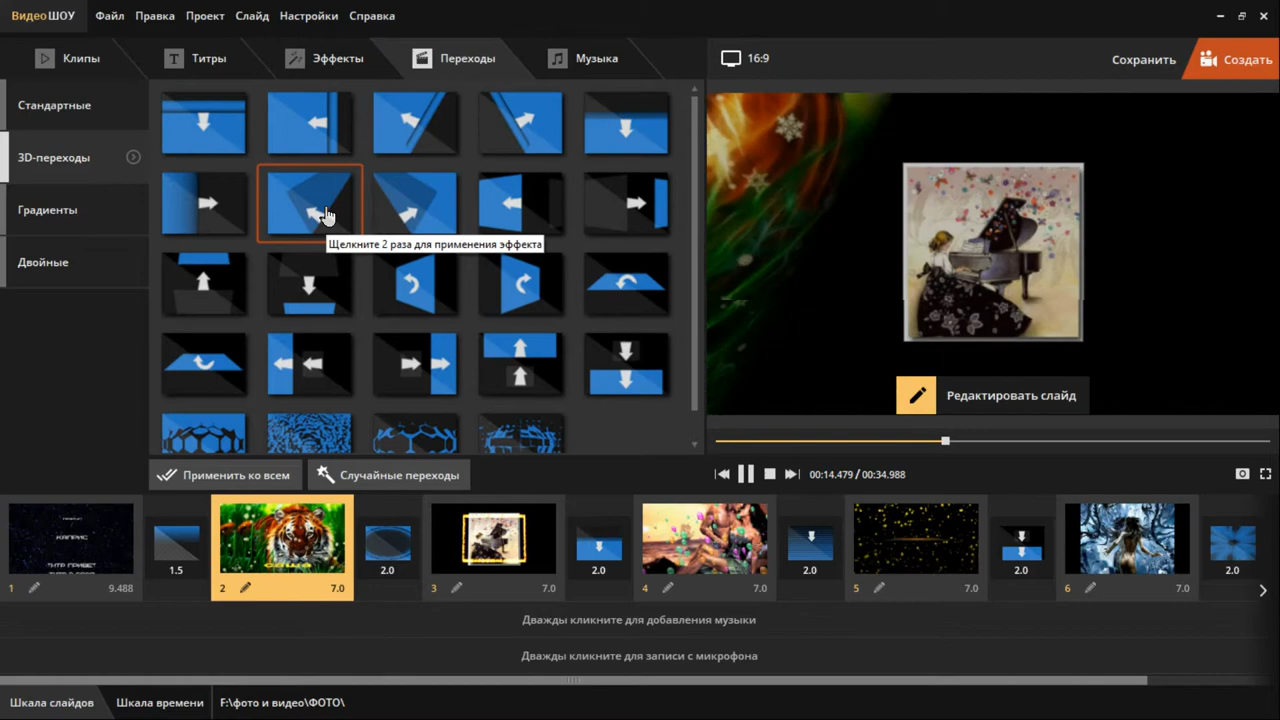 ВидеоШОУ Файл Правка Проект Слайд Настройки Справка
Клипы Титры Эффекты Переходы Музыка
16:9 Сохранить Создать
Стандартные
3D-переходы
Градиенты
Двойные
Щелкните 2 раза для применения эффекта
Редактировать слайд
Применить ко всем Случайные переходы
00:14.479 / 00:34.988
КАПРИС
ТИТР ПРИВЕТ
1.5 2.0 2.0 2.0 2.0 2.0
1 9.488 2 7.0 3 7.0 4 7.0 5 7.0 6 7.0
Дважды кликните для добавления музыки
Дважды кликните для записи с микрофона
Шкала слайдов Шкала времени F:\фото и видео\ФОТО\